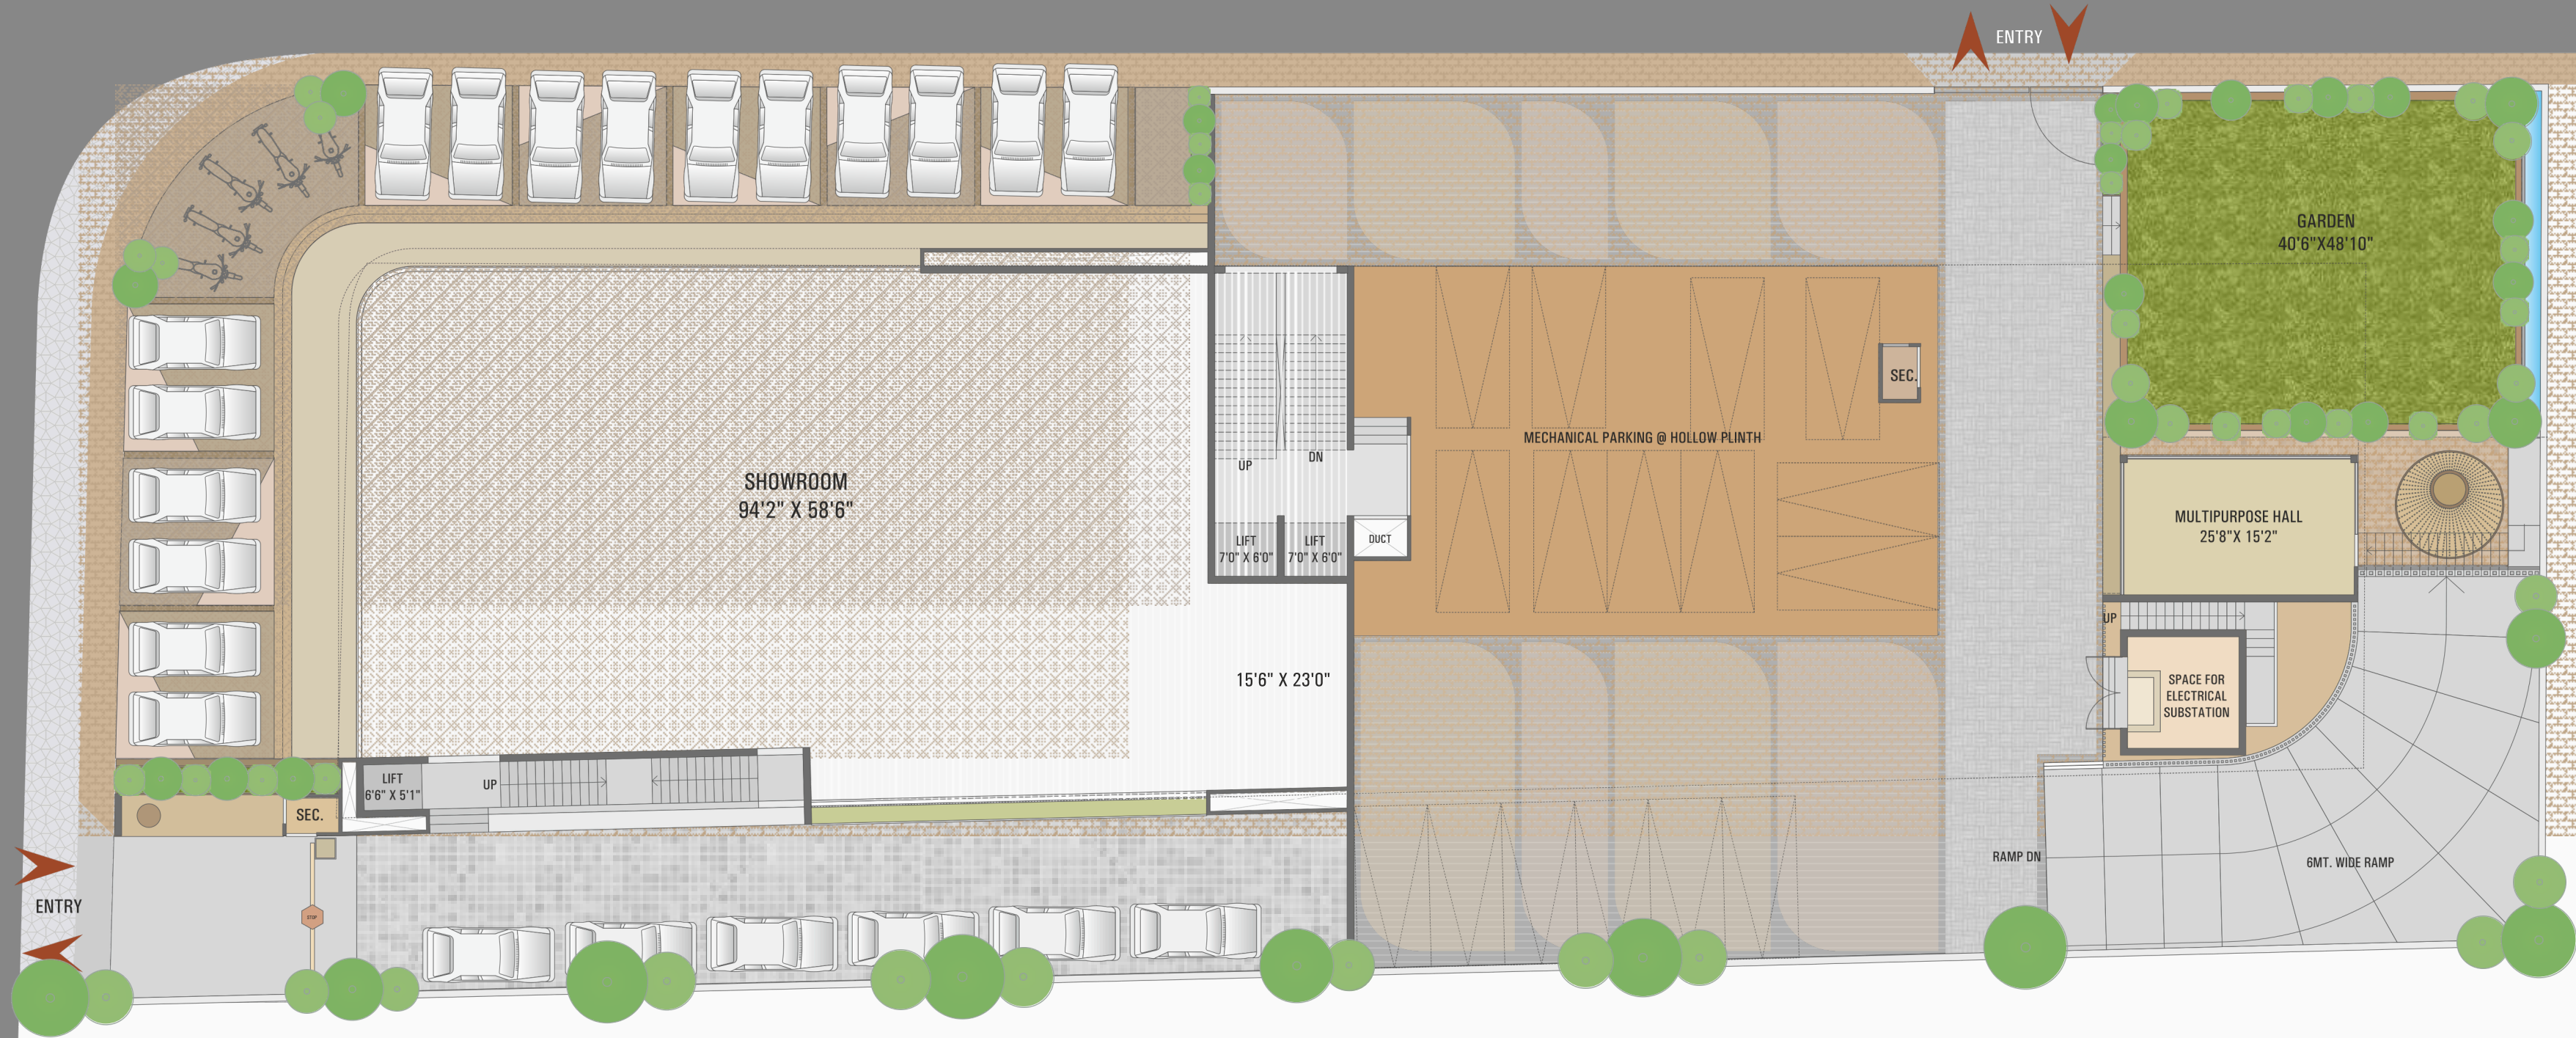 ENTRY
GARDEN
40'6"X48'10"
SEC.
MECHANICAL PARKING @ HOLLOW PLINTH
UP
DN
SHOWROOM
94'2" X 58'6"
LIFT
7'0" X 6'0"
LIFT
7'0" X 6'0"
DUCT
MULTIPURPOSE HALL
25'8"X 15'2"
UP
15'6" X 23'0"
SPACE FOR
ELECTRICAL
SUBSTATION
LIFT
6'6" X 5'1"
UP
SEC.
RAMP DN
6MT. WIDE RAMP
ENTRY
STOP